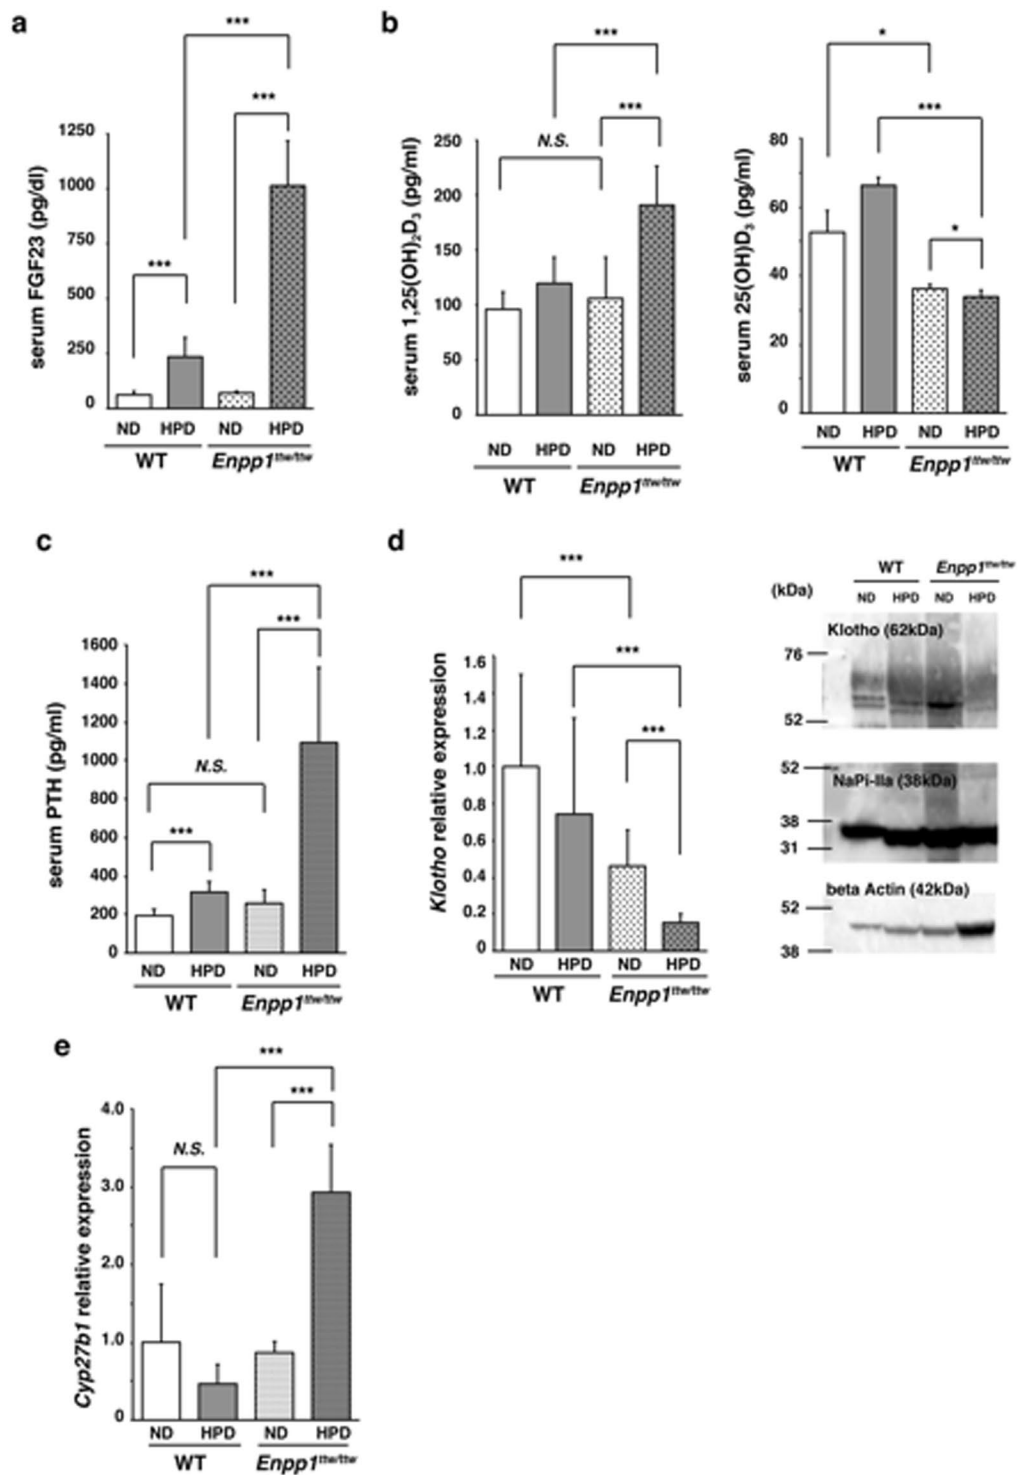 a
***
***
***
serum FGF23 (pg/dl)
1250
1000
750
500
250
0
ND HPD ND HPD
WT Enpp1ttw/ttw
b
***
***
N.S.
serum 1,25(OH)2D3 (pg/ml)
250
200
150
100
50
0
ND HPD ND HPD
WT Enpp1ttw/ttw
*
***
*
serum 25(OH)D3 (pg/ml)
80
60
40
20
0
ND HPD ND HPD
WT Enpp1ttw/ttw
c
***
***
N.S.
***
serum PTH (pg/ml)
1600
1400
1200
1000
800
600
400
200
0
ND HPD ND HPD
WT Enpp1ttw/ttw
d
***
***
***
Klotho relative expression
1.6
1.4
1.2
1.0
0.8
0.6
0.4
0.2
0
ND HPD ND HPD
WT Enpp1ttw/ttw
WT Enpp1ttw/ttw
(kDa) ND HPD ND HPD
Klotho (62kDa)
76
52
52
NaPi-IIa (38kDa)
38
31
beta Actin (42kDa)
52
38
e
***
***
N.S.
Cyp27b1 relative expression
4.0
3.0
2.0
1.0
0
ND HPD ND HPD
WT Enpp1ttw/ttw